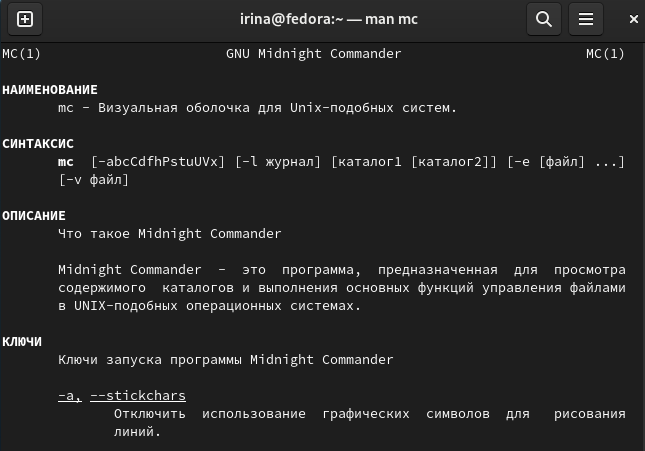 irina@fedora:~ — man mc
MC(1) GNU Midnight Commander MC(1)
НАИМЕНОВАНИЕ
mc - Визуальная оболочка для Unix-подобных систем.
СИнТАКСИС
mc [-abcCdfhPstuUVx] [-l журнал] [каталог1 [каталог2]] [-e [файл] ...]
[-v файл]
ОПИСАНИЕ
Что такое Midnight Commander
Midnight Commander - это программа, предназначенная для просмотра
содержимого каталогов и выполнения основных функций управления файлами
в UNIX-подобных операционных системах.
КЛЮЧИ
Ключи запуска программы Midnight Commander
-a, --stickchars
Отключить использование графических символов для рисования
линий.